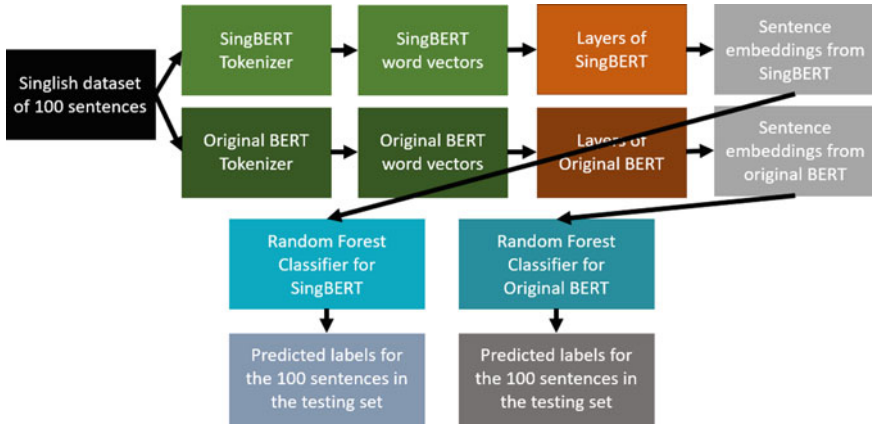 Singlish dataset
of 100 sentences
SingBERT
Tokenizer
SingBERT
word vectors
Layers of
SingBERT
Sentence
embeddings from
SingBERT
Original BERT
Tokenizer
Original BERT
word vectors
Layers of
Original BERT
Sentence
embeddings from
original BERT
Random Forest
Classifier for
SingBERT
Random Forest
Classifier for
Original BERT
Predicted labels for
the 100 sentences in
the testing set
Predicted labels for
the 100 sentences in
the testing set